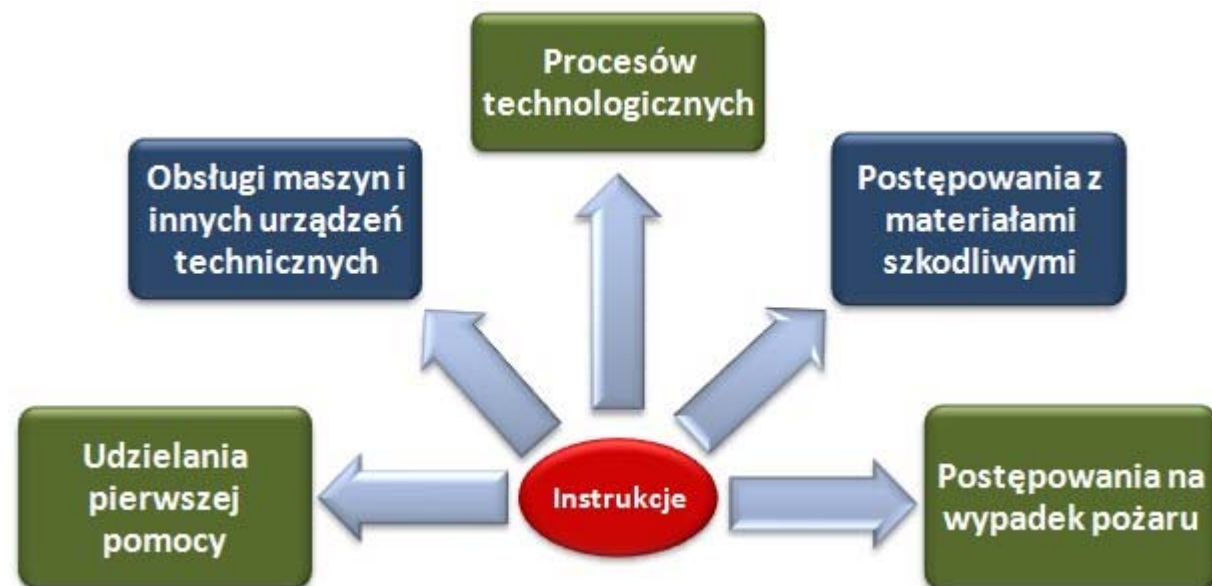 Procesów
technologicznych
Obsługi maszyn i
innych urządzeń
technicznych
Postępowania z
materiałami
szkodliwymi
Udzielania
pierwszej
pomocy
Instrukcje
Postępowania na
wypadek pożaru